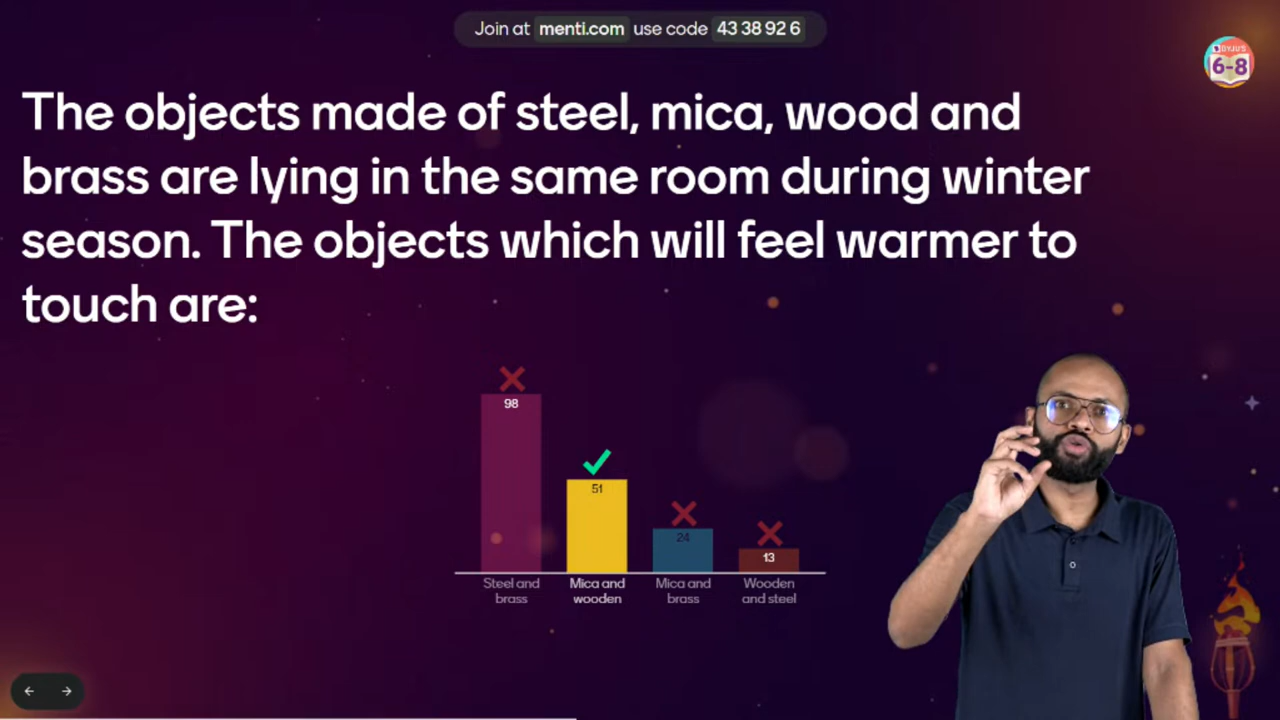 Join at menti.com use code 43 38 92 6
BYJU'S
6-8
The objects made of steel, mica, wood and
brass are lying in the same room during winter
season. The objects which will feel warmer to
touch are:
98
51
24
13
Steel and
brass
Mica and
wooden
Mica and
brass
Wooden
and steel